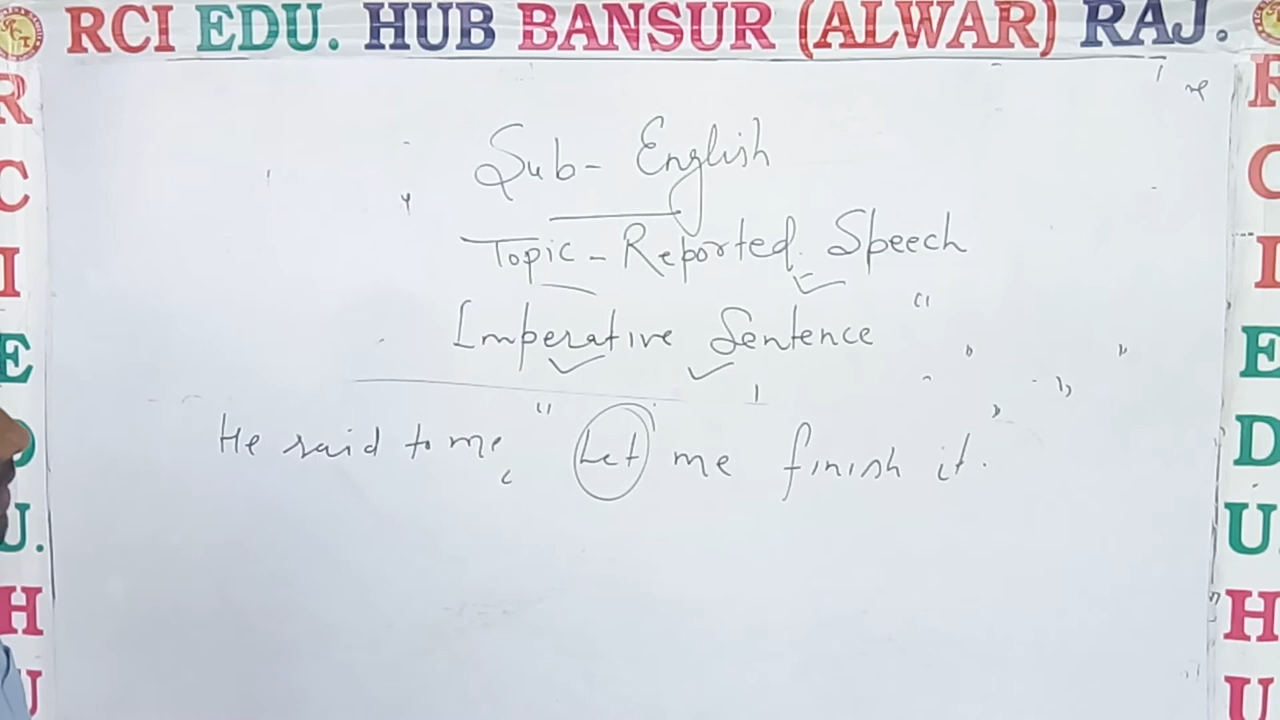 RCI EDU. HUB BANSUR (ALWAR) RAJ.
Sub- English
Topic - Reported Speech
Imperative Sentence
He said to me, "Let me finish it."
R
C
I
E
D
U.
H
U
R
C
I
E
D
U.
H
U